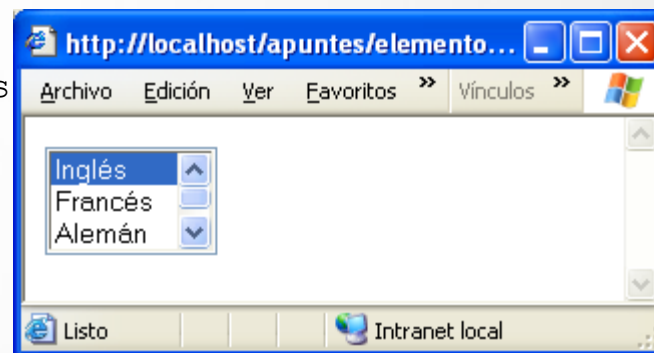 http://localhost/apuntes/elemento...
s
Archivo Edición Ver Favoritos » Vínculos »
Inglés
Francés
Alemán
Listo Intranet local